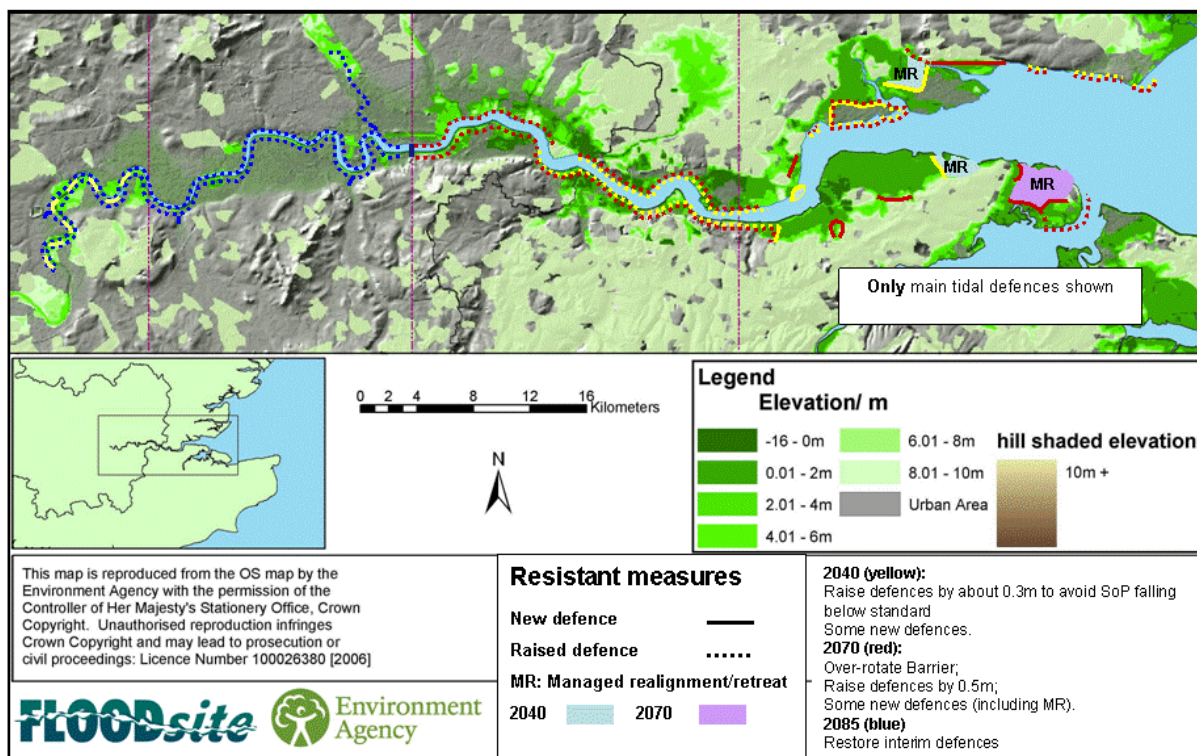 MR
MR
MR
Only main tidal defences shown
0 2 4 8 12 16
Kilometers
N
Legend
Elevation/ m
-16 - 0m
0.01 - 2m
2.01 - 4m
4.01 - 6m
6.01 - 8m
8.01 - 10m
Urban Area
hill shaded elevation
10m +
This map is reproduced from the OS map by the
Environment Agency with the permission of the
Controller of Her Majesty's Stationery Office, Crown
Copyright. Unauthorised reproduction infringes
Crown Copyright and may lead to prosecution or
civil proceedings: Licence Number 100026380 [2006]
FLOODsite
Environment
Agency
Resistant measures
New defence
Raised defence
MR: Managed realignment/retreat
2040 2070
2040 (yellow):
Raise defences by about 0.3m to avoid SoP falling
below standard
Some new defences.
2070 (red):
Over-rotate Barrier;
Raise defences by 0.5m;
Some new defences (including MR).
2085 (blue)
Restore interim defences